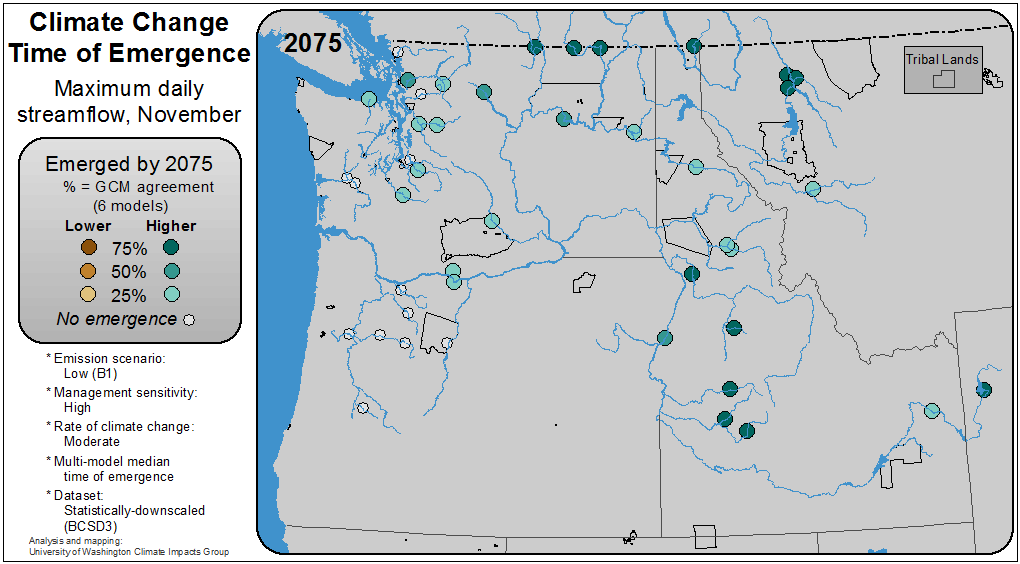 Climate Change
Time of Emergence
Maximum daily
streamflow, November
Emerged by 2075
% = GCM agreement
(6 models)
Lower Higher
75%
50%
25%
No emergence
* Emission scenario:
Low (B1)
* Management sensitivity:
High
* Rate of climate change:
Moderate
* Multi-model median
time of emergence
* Dataset:
Statistically-downscaled
(BCSD3)
Analysis and mapping:
University of Washington Climate Impacts Group
2075
Tribal Lands